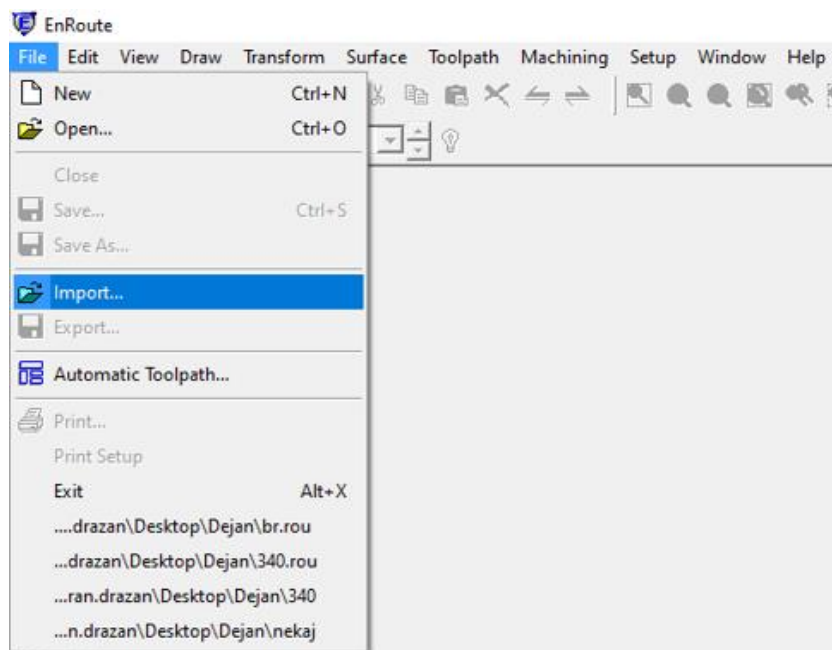 EnRoute
File Edit View Draw Transform Surface Toolpath Machining Setup Window Help
New Ctrl+N
Open... Ctrl+O
Close
Save... Ctrl+S
Save As...
Import...
Export...
Automatic Toolpath...
Print...
Print Setup
Exit Alt+X
....drazan\Desktop\Dejan\br.rou
...drazan\Desktop\Dejan\340.rou
...ran.drazan\Desktop\Dejan\340
...n.drazan\Desktop\Dejan\nekaj